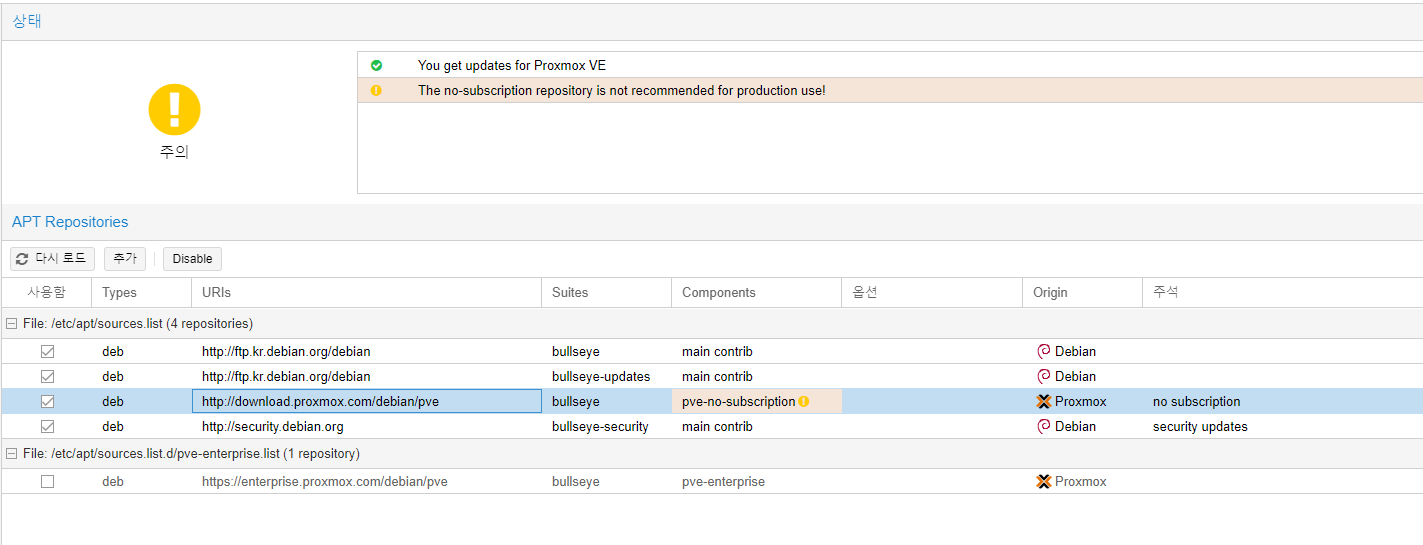 상태
You get updates for Proxmox VE
The no-subscription repository is not recommended for production use!
주의
APT Repositories
다시 로드 추가 Disable
사용함 Types URIs Suites Components 옵션 Origin 주석
File: /etc/apt/sources.list (4 repositories)
deb http://ftp.kr.debian.org/debian bullseye main contrib Debian
deb http://ftp.kr.debian.org/debian bullseye-updates main contrib Debian
deb http://download.proxmox.com/debian/pve bullseye pve-no-subscription Proxmox no subscription
deb http://security.debian.org bullseye-security main contrib Debian security updates
File: /etc/apt/sources.list.d/pve-enterprise.list (1 repository)
deb https://enterprise.proxmox.com/debian/pve bullseye pve-enterprise Proxmox